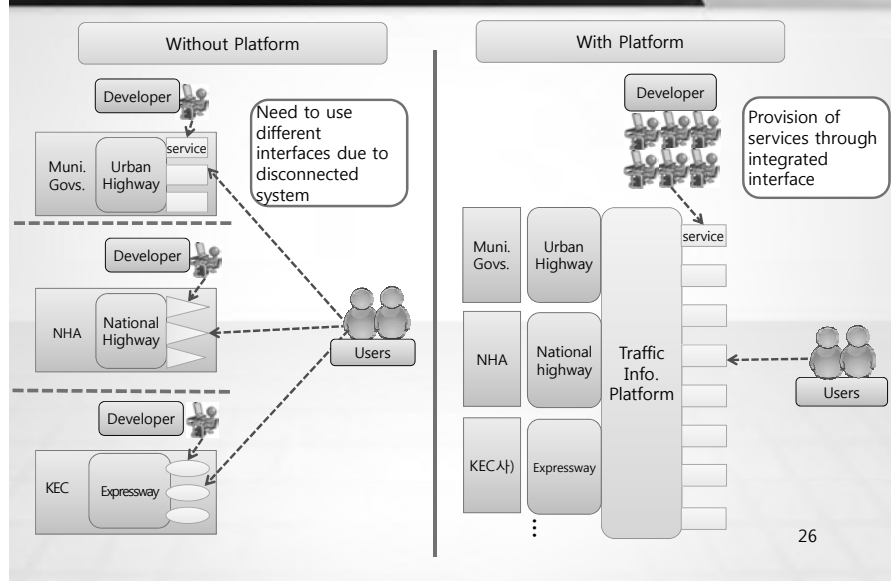 Without Platform
Developer
Need to use
different
interfaces due to
disconnected
system
Muni.
Govs.
Urban
Highway
service
Developer
NHA
National
Highway
Users
Developer
KEC
Expressway
With Platform
Developer
Provision of
services through
integrated
interface
Muni.
Govs.
Urban
Highway
service
NHA
National
highway
Traffic
Info.
Platform
Users
KEC사)
Expressway
⋮
26